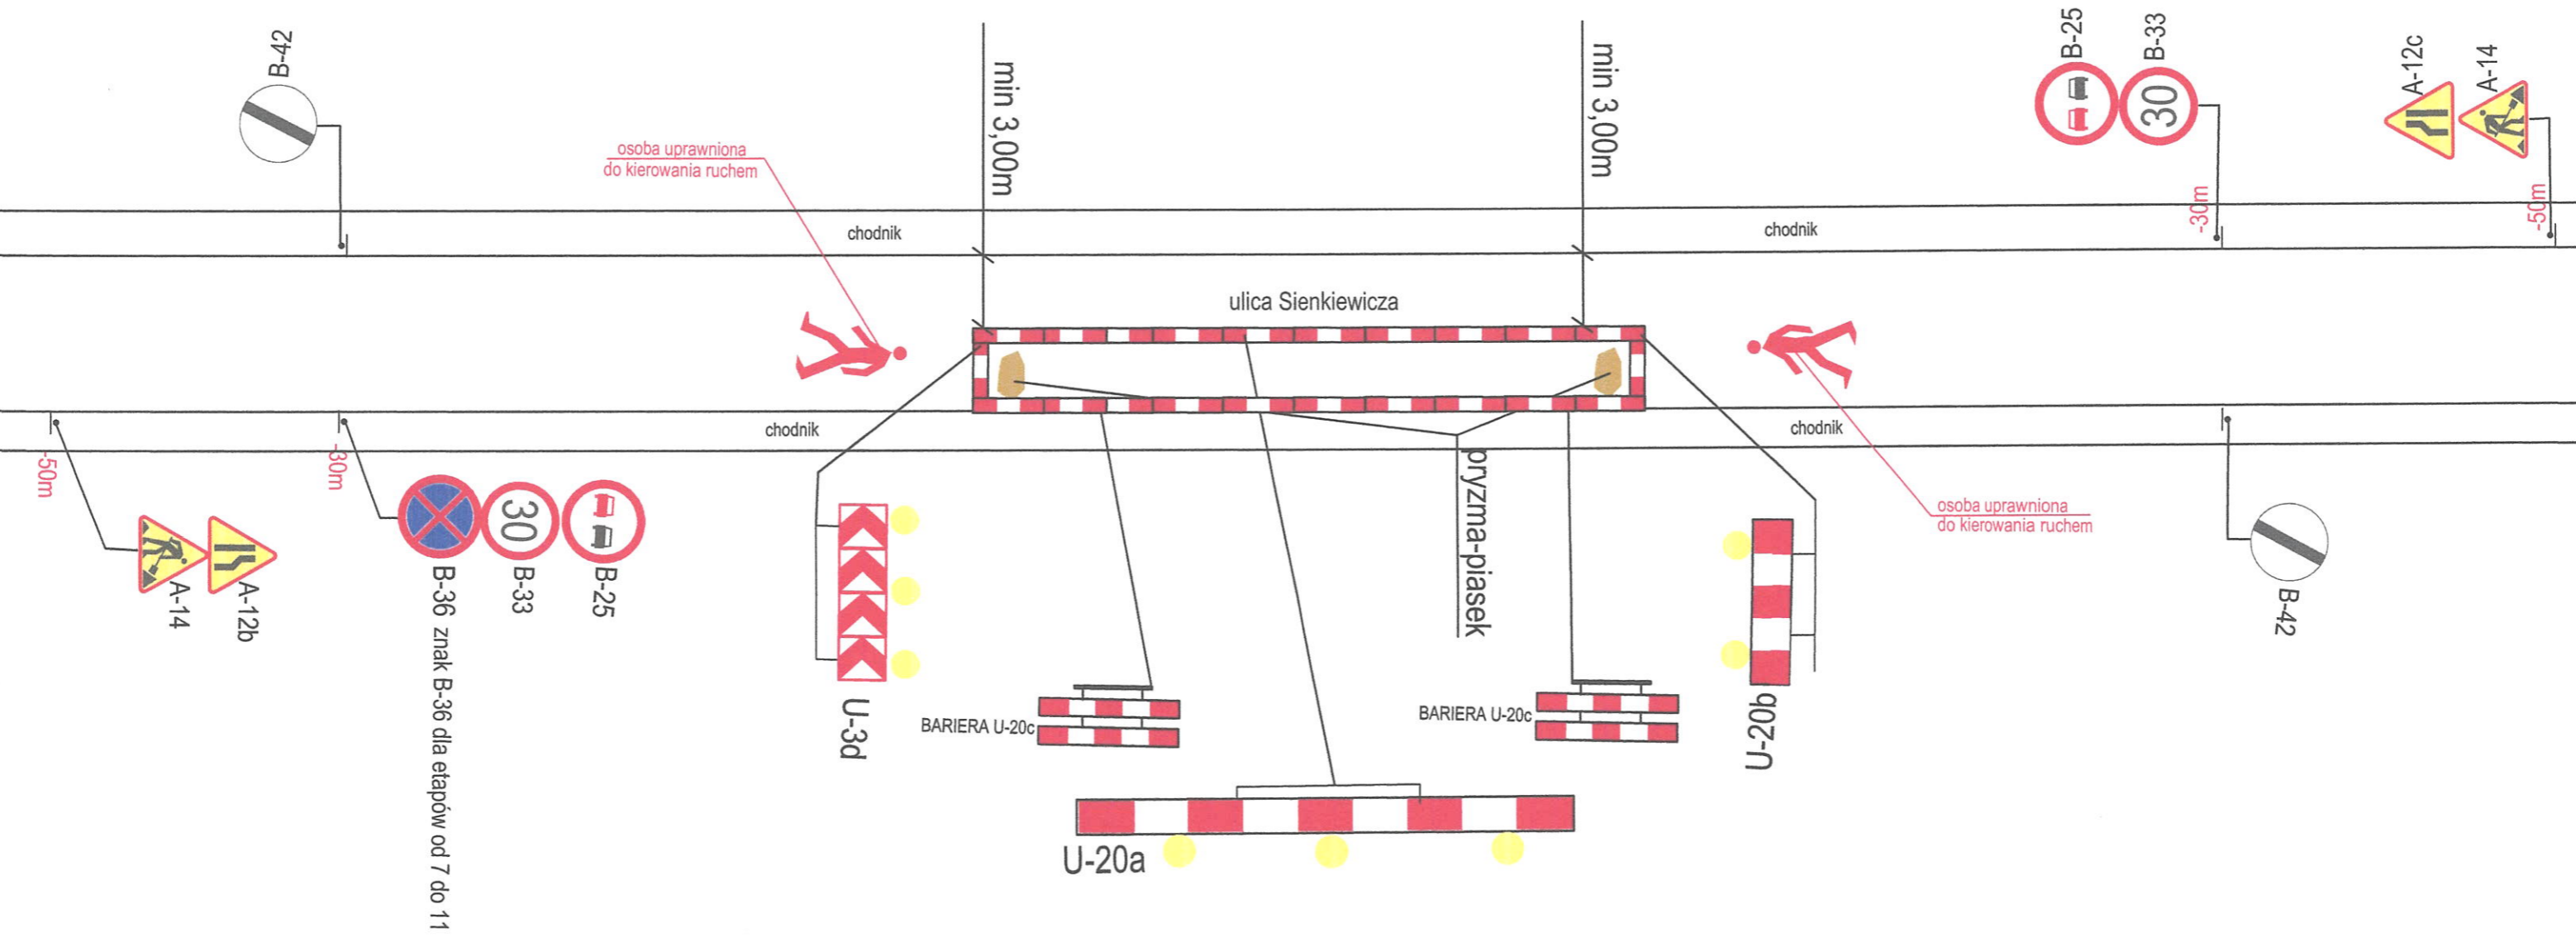 B-42
osoba uprawniona
do kierowania ruchem
min 3,00m
min 3,00m
B-25
B-33
30
A-12c
A-14
-30m
-50m
chodnik
chodnik
ulica Sienkiewicza
chodnik
chodnik
-50m
-30m
A-14
A-12b
30
B-36 znak B-36 dla etapów od 7 do 11
B-33
B-25
U-3d
BARIERA U-20c
pryzma-piasek
BARIERA U-20c
U-20b
osoba uprawniona
do kierowania ruchem
B-42
U-20a